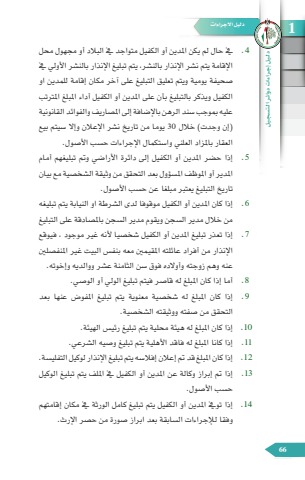 دليل الاجراءات
1
دليل اجراءات دوائر التسجيل
4. في حال لم يكن المدين أو الكفيل متواجد في البلاد أو مجهول محل
الإقامة يتم نشر الإنذار بالنشر، يتم تبليغ الإنذار بالنشر الأولي في
صحيفة يومية ويتم تعليق التبليغ على آخر مكان إقامة للمدين او
الكفيل ويذكر بالتبليغ بأن على المدين أو الكفيل أداء المبلغ المترتب
عليه بموجب سند الرهن بالإضافة إلى المصاريف والفوائد القانونية
(إن وجدت) خلال 30 يوما من تاريخ نشر الإعلان وإلا سيتم بيع
العقار بالمزاد العلني واستكمال الإجراءات حسب الأصول.
5. إذا حضر المدين أو الكفيل إلى دائرة الأراضي وتم تبليغهم أمام
المدير أو الموظف المسؤول بعد التحقق من وثيقة الشخصية مع بيان
تاريخ التبليغ يعتبر مبلغا عن حسب الأصول.
6. إذا كان المدين أو الكفيل موقوفا لدى الشرطة او النيابة يتم تبليغه
من خلال مدير السجن ويقوم مدير السجن بالمصادقة على التبليغ
7. إذا تعذر تبليغ المدين أو الكفيل شخصيا لأنه غير موجود ، فيوقع
الإنذار من أفراد عائلته المقيمين معه بنفس البيت غير المنفصلين
عنه وهم زوجته وأولاده فوق سن الثامنة عشر ووالديه وإخوته.
8. أما إذا كان المبلغ له قاصر فيتم تبليغ الولي أو الوصي.
9. إذا كان المبلغ له شخصية معنوية يتم تبليغ المفوض عنها بعد
التحقق من صفته ووثيقته الشخصية.
10. إذا كان المبلغ له هيئة محلية يتم تبليغ رئيس الهيئة.
11. إذا كانا المبلغ له فاقد الأهلية يتم تبليغ وصيه الشرعي.
12. إذا كان المبلغ قد تم إعلان إفلاسه يتم تبليغ الإنذار لوكيل التفليسة.
13. إذا تم إبراز وكالة عن المدين أو الكفيل في الملف يتم تبليغ الوكيل
حسب الأصول.
14. إذا توفي المدين أو الكفيل يتم تبليغ كامل الورثة في مكان إقامتهم
وفقا للإجراءات السابقة بعد ابراز صورة من حصر الإرث.
66